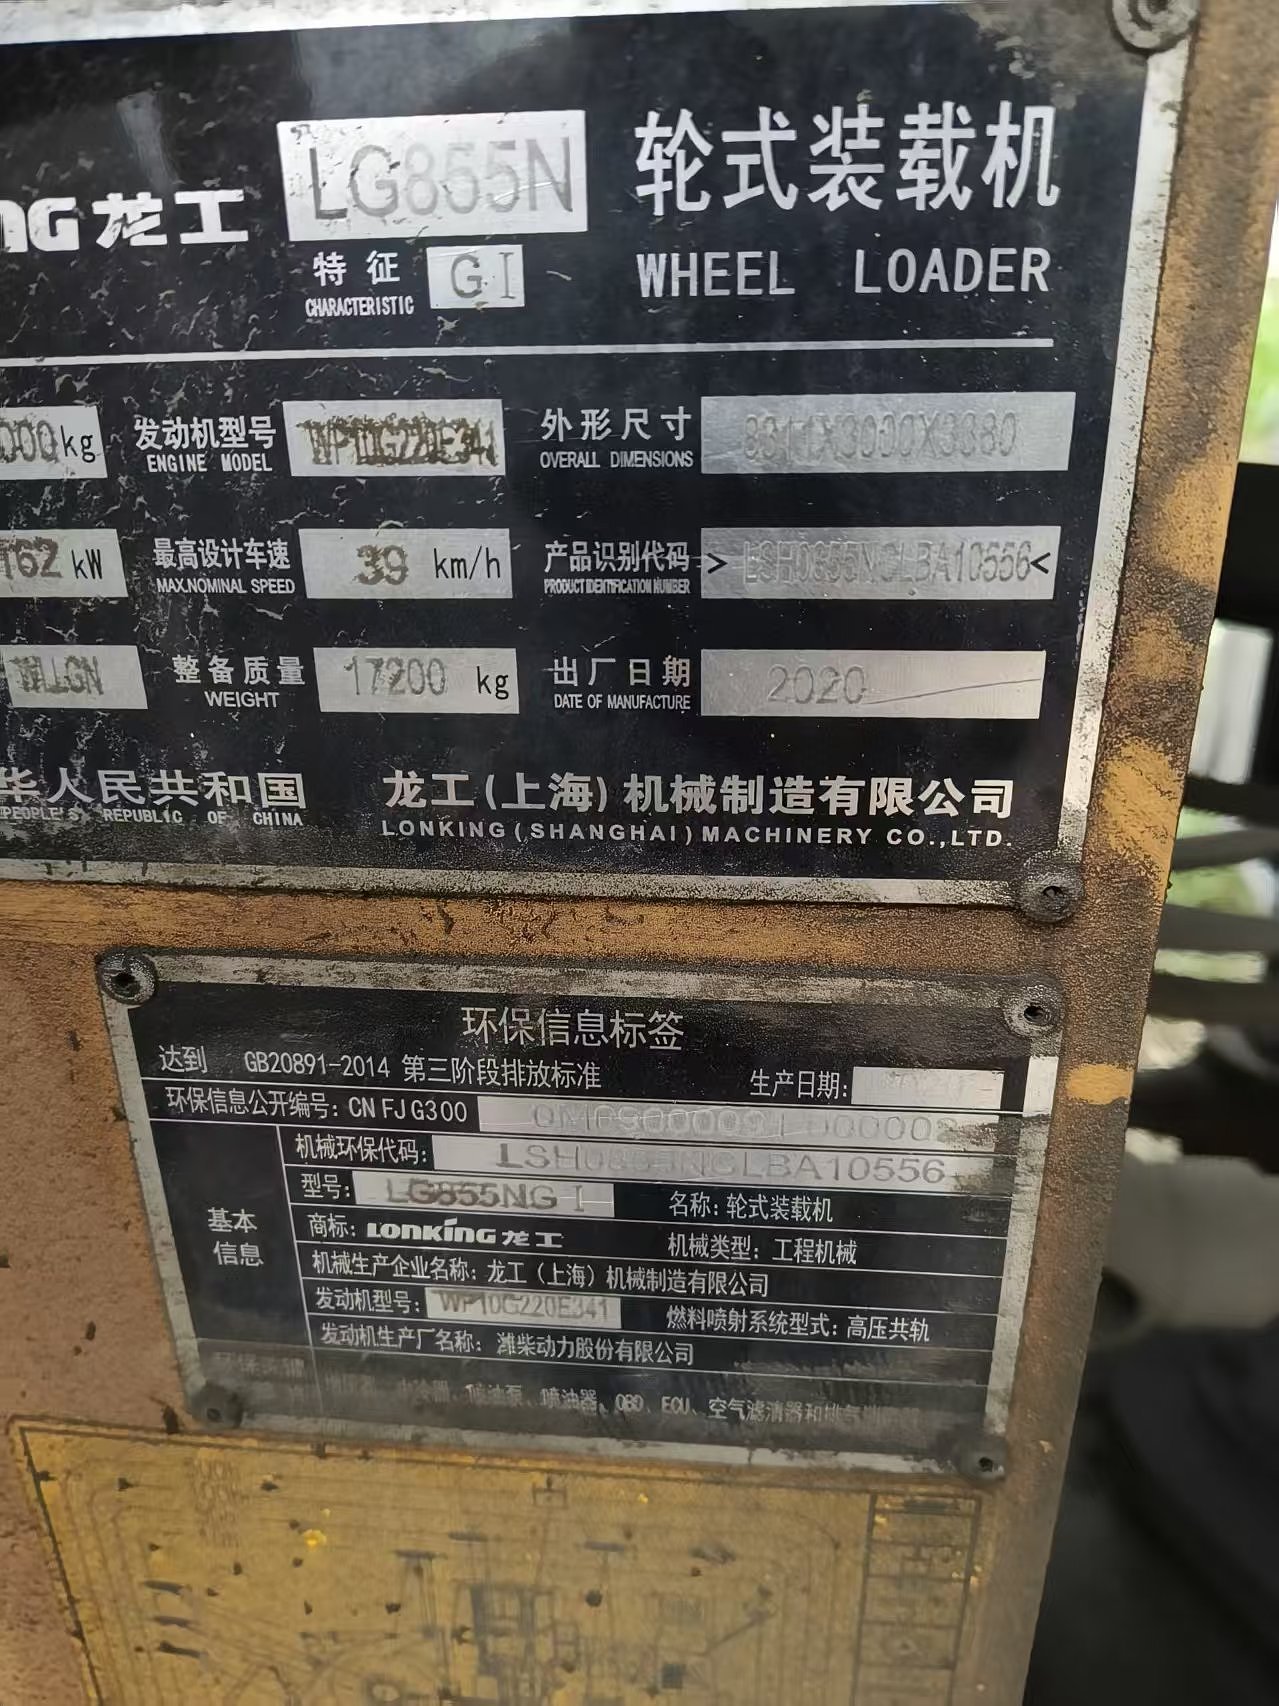 NG 龙工 LG855N 轮式装载机
特征 GI WHEEL LOADER
CHARACTERISTIC
000kg 发动机型号 WP10G220E341 外形尺寸
ENGINE MODEL OVERALL DIMENSIONS
162 kW 最高设计车速 39 km/h 产品识别代码 > <
MAX.NOMINAL SPEED PRODUCT IDENTIFICATION NUMBER
整备质量 17200 kg 出厂日期 2020
WEIGHT DATE OF MANUFACTURE
华人民共和国 龙工(上海)机械制造有限公司
PEOPLE'S REPUBLIC OF CHINA LONKING(SHANGHAI)MACHINERY CO.,LTD.
环保信息标签
达到 GB20891-2014 第三阶段排放标准 生产日期:
环保信息公开编号: CN FJ G300
机械环保代码:
型号: LG855NGI 名称: 轮式装载机
基本信息
商标: LONKING 龙工 机械类型: 工程机械
机械生产企业名称: 龙工（上海）机械制造有限公司
发动机型号: WP10G220E341 燃料喷射系统型式: 高压共轨
发动机生产厂名称: 潍柴动力股份有限公司
喷油泵、喷油器、OBD、ECU、空气滤清器和排气